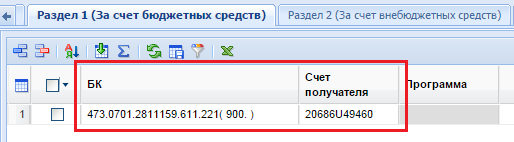 Раздел 1 (За счет бюджетных средств) Раздел 2 (За счет внебюджетных средств)
БК Счет получателя Программа
1 473.0701.2811159.611.221( 900. ) 20686U49460